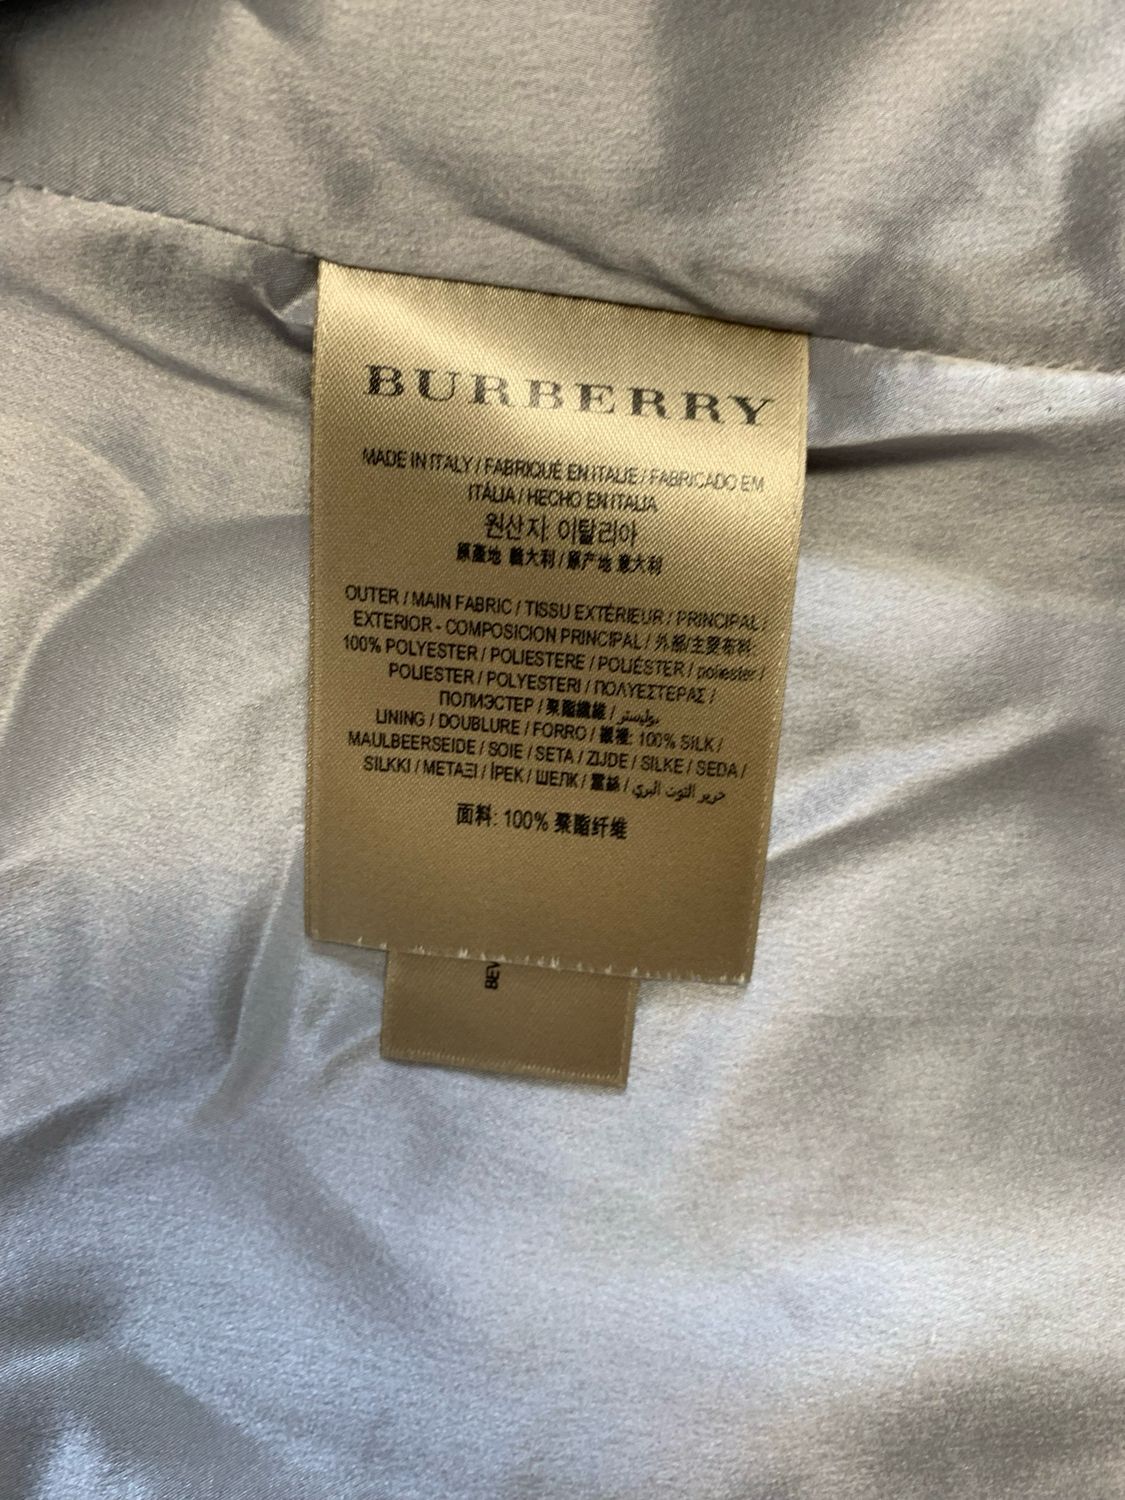 BURBERRY
MADE IN ITALY / FABRIQUÉ EN ITALIE / FABRICADO EM
ITÁLIA / HECHO EN ITALIA
원산지: 이탈리아
原產地 義大利 / 原产地 意大利
OUTER / MAIN FABRIC / TISSU EXTÉRIEUR / PRINCIPAL /
EXTERIOR - COMPOSICION PRINCIPAL / 外部/主要布料:
100% POLYESTER / POLIESTERE / POLIÉSTER / poliester /
POLIESTER / POLYESTERI / ΠΟΛΥΕΣΤΕΡΑΣ /
ПОЛИЭСТЕР / 聚酯纖維 / بوليستر
LINING / DOUBLURE / FORRO / 襯裡: 100% SILK /
MAULBEERSEIDE / SOIE / SETA / ZIJDE / SILKE / SEDA /
SILKKI / ΜΕΤΑΞΙ / İPEK / ШЕЛК / 蠶絲 / حرير التوت البري
面料: 100% 聚酯纤维
BEV